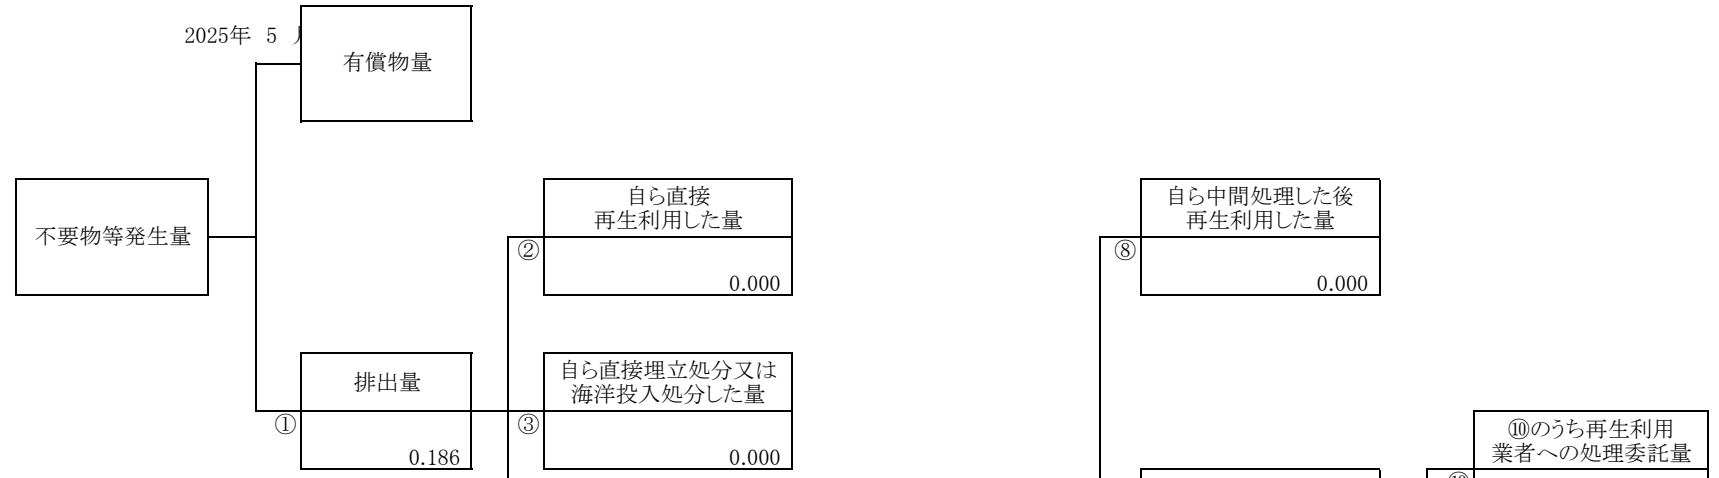 2025年 5
有償物量
不要物等発生量
自ら直接
再生利用した量
②
0.000
自ら中間処理した後
再生利用した量
⑧
0.000
排出量
①
0.186
自ら直接埋立処分又は
海洋投入処分した量
③
0.000
⑩のうち再生利用
業者への処理委託量